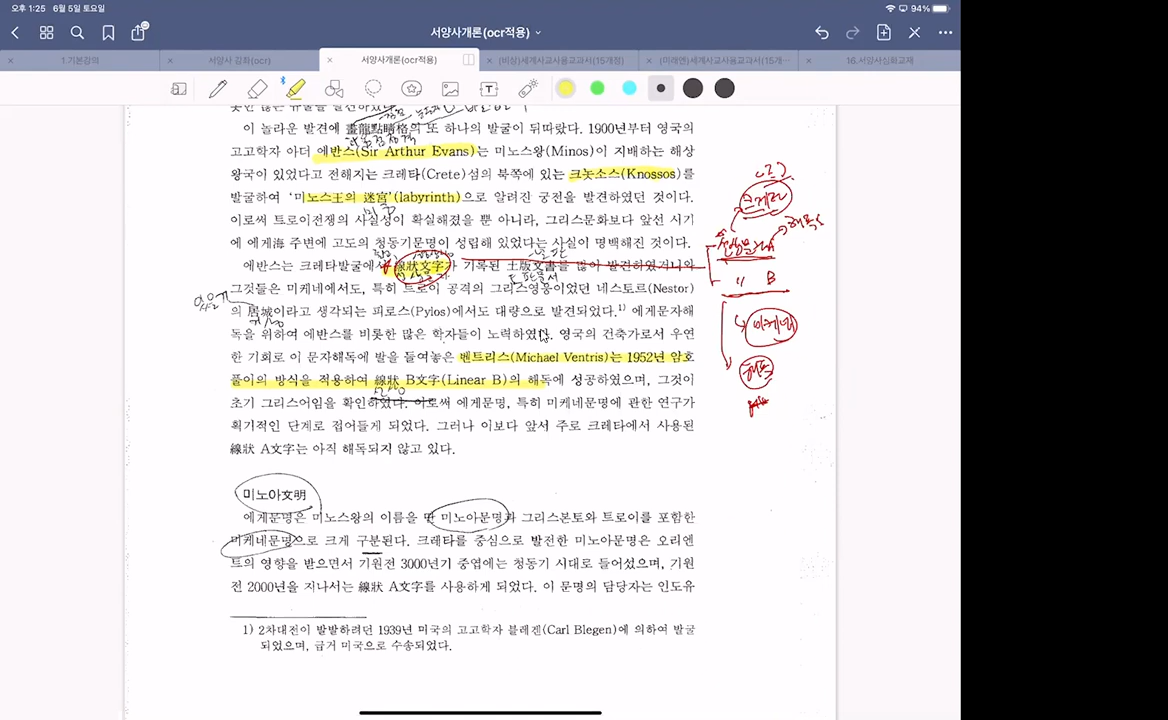 오후 1:25 6월 5일 토요일
94%
서양사개론(ocr적용)
1.기본강의
서양사 강좌(ocr)
서양사개론(ocr적용)
(비상)세계사교사용교과서(15개정)
(미래엔)세계사교사용교과서(15개…
16.서양사심화교재
이 놀라운 발견에 畫龍點睛格의 또 하나의 발굴이 뒤따랐다. 1900년부터 영국의
고고학자 아더 에반스(Sir Arthur Evans)는 미노스왕(Minos)이 지배하는 해상
왕국이 있었다고 전해지는 크레타(Crete)섬의 북쪽에 있는 크놋소스(Knossos)를
발굴하여 ‘미노스王의 迷宮’(labyrinth)으로 알려진 궁전을 발견하였던 것이다.
미궁
이로써 트로이전쟁의 사실성이 확실해졌을 뿐 아니라, 그리스문화보다 앞선 시기
에 에게海 주변에 고도의 청동기문명이 성립해 있었다는 사실이 명백해진 것이다.
에반스는 크레타발굴에서 線狀文字가 기록된 土版文書를 많이 발견하였거니와
토판문서
그것들은 미케네에서도, 특히 트로이 공격의 그리스영웅이었던 네스토르(Nestor)
의 居城이라고 생각되는 피로스(Pylos)에서도 대량으로 발견되었다.1) 에게문자해
거성
독을 위하여 에반스를 비롯한 많은 학자들이 노력하였다. 영국의 건축가로서 우연
한 기회로 이 문자해독에 발을 들여놓은 벤트리스(Michael Ventris)는 1952년 암호
풀이의 방식을 적용하여 線狀 B文字(Linear B)의 해독에 성공하였으며, 그것이
선상
초기 그리스어임을 확인하였다. 이로써 에게문명, 특히 미케네문명에 관한 연구가
획기적인 단계로 접어들게 되었다. 그러나 이보다 앞서 주로 크레타에서 사용된
線狀 A文字는 아직 해독되지 않고 있다.
크레타
선상문자A
〃 B
미케네
해독
미노아文明
에게문명은 미노스왕의 이름을 딴 미노아문명과 그리스본토와 트로이를 포함한
미케네문명으로 크게 구분된다. 크레타를 중심으로 발전한 미노아문명은 오리엔
트의 영향을 받으면서 기원전 3000년기 중엽에는 청동기 시대로 들어섰으며, 기원
전 2000년을 지나서는 線狀 A文字를 사용하게 되었다. 이 문명의 담당자는 인도유
1) 2차대전이 발발하려던 1939년 미국의 고고학자 블레겐(Carl Blegen)에 의하여 발굴
되었으며, 급거 미국으로 수송되었다.